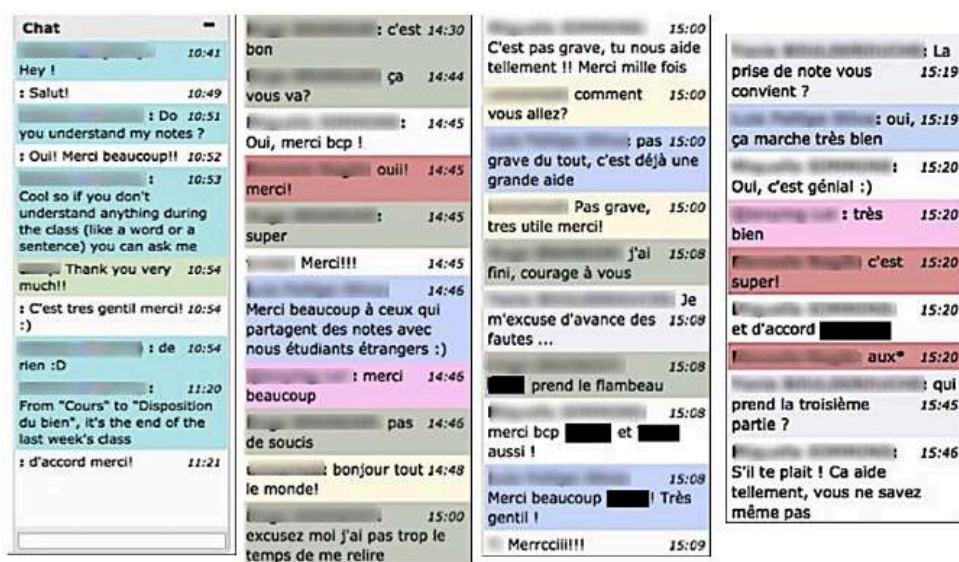 Chat
10:41
Hey !
: Salut! 10:49
: Do 10:51
you understand my notes ?
: Oui! Merci beaucoup!! 10:52
: 10:53
Cool so if you don't
understand anything during
the class (like a word or a
sentence) you can ask me
Thank you very 10:54
much!!
: C'est tres gentil merci! 10:54
:)
: de 10:54
rien :D
: 11:20
From "Cours" to "Disposition
du bien", it's the end of the
last week's class
: d'accord merci! 11:21
: c'est 14:30
bon
ça 14:44
vous va?
: 14:45
Oui, merci bcp !
ouii! 14:45
merci!
: 14:45
super
Merci!!! 14:45
14:46
Merci beaucoup à ceux qui
partagent des notes avec
nous étudiants étrangers :)
: merci 14:46
beaucoup
pas 14:46
de soucis
: bonjour tout 14:48
le monde!
15:00
excusez moi j'ai pas trop le
temps de me relire
15:00
C'est pas grave, tu nous aide
tellement !! Merci mille fois
comment 15:00
vous allez?
: pas 15:00
grave du tout, c'est déjà une
grande aide
Pas grave, 15:00
tres utile merci!
j'ai 15:08
fini, courage à vous
Je
m'excuse d'avance des 15:08
fautes ...
15:08
prend le flambeau
15:08
merci bcp et
aussi !
15:08
Merci beaucoup ! Très
gentil !
Merrcciii!!! 15:09
: La
prise de note vous 15:19
convient ?
: oui, 15:19
ça marche très bien
: 15:20
Oui, c'est génial :)
: très 15:20
bien
c'est 15:20
super!
15:20
et d'accord
aux* 15:20
: qui
prend la troisième 15:45
partie ?
: 15:46
S'il te plait ! Ca aide
tellement, vous ne savez
même pas